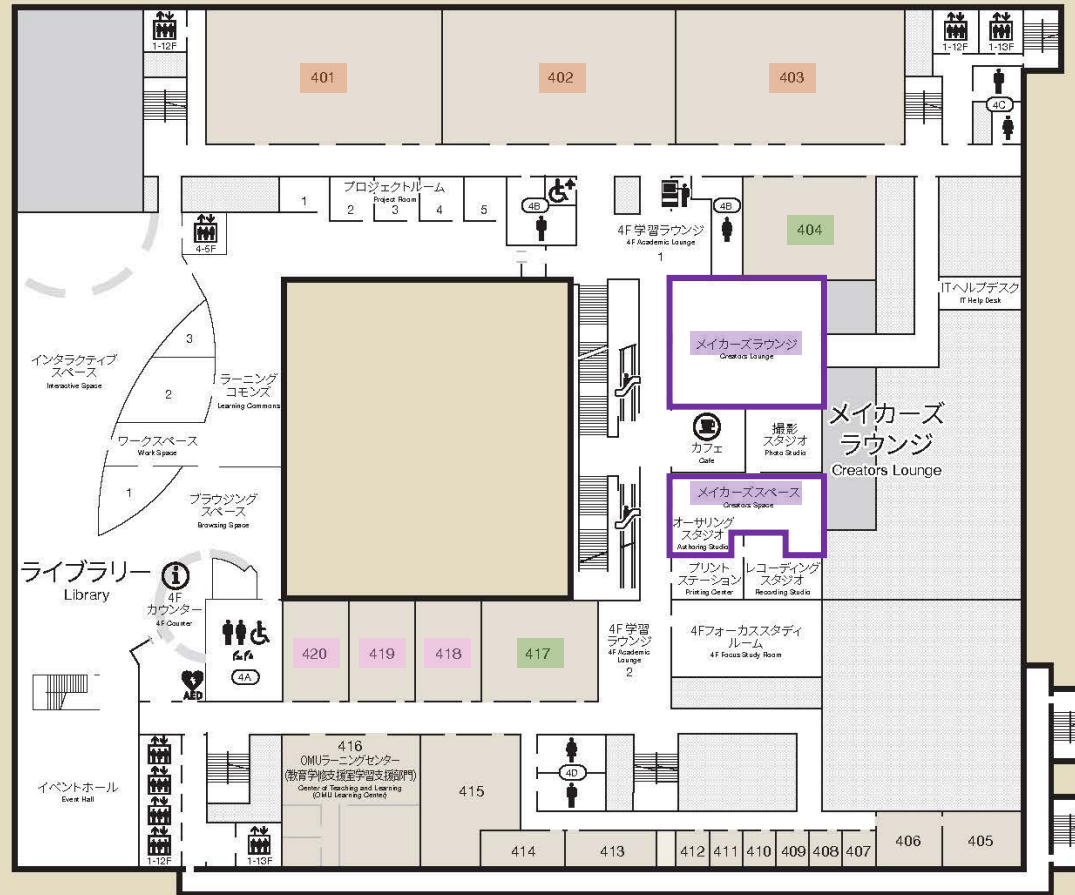 1-12F
401
402
403
1-12F
1-13F
4C
プロジェクトルーム
Project Room
1
2
3
4
5
4B
4B
4-5F
4F 学習ラウンジ
4F Academic Lounge
1
404
ITヘルプデスク
IT Help Desk
メイカーズラウンジ
Creators Lounge
インタラクティブ
スペース
Interactive Space
3
2
ラーニング
コモンズ
Learning Commons
ワークスペース
Work Space
1
ブラウジング
スペース
Browsing Space
カフェ
Cafe
撮影
スタジオ
Photo Studio
メイカーズ
ラウンジ
Creators Lounge
メイカーズスペース
Creators Space
オーサリング
スタジオ
Authoring Studio
プリント
ステーション
Printing Center
レコーディング
スタジオ
Recording Studio
ライブラリー
Library
4F
カウンター
4F Counter
4A
AED
420
419
418
417
4F 学習
ラウンジ
4F Academic
Lounge
2
4Fフォーカススタディ
ルーム
4F Focus Study Room
イベントホール
Event Hall
1-12F
1-13F
416
OMUラーニングセンター
(教育学修支援室学習支援部門)
Center of Teaching and Learning
(OMU Learning Center)
415
4D
414
413
412
411
410
409
408
407
406
405